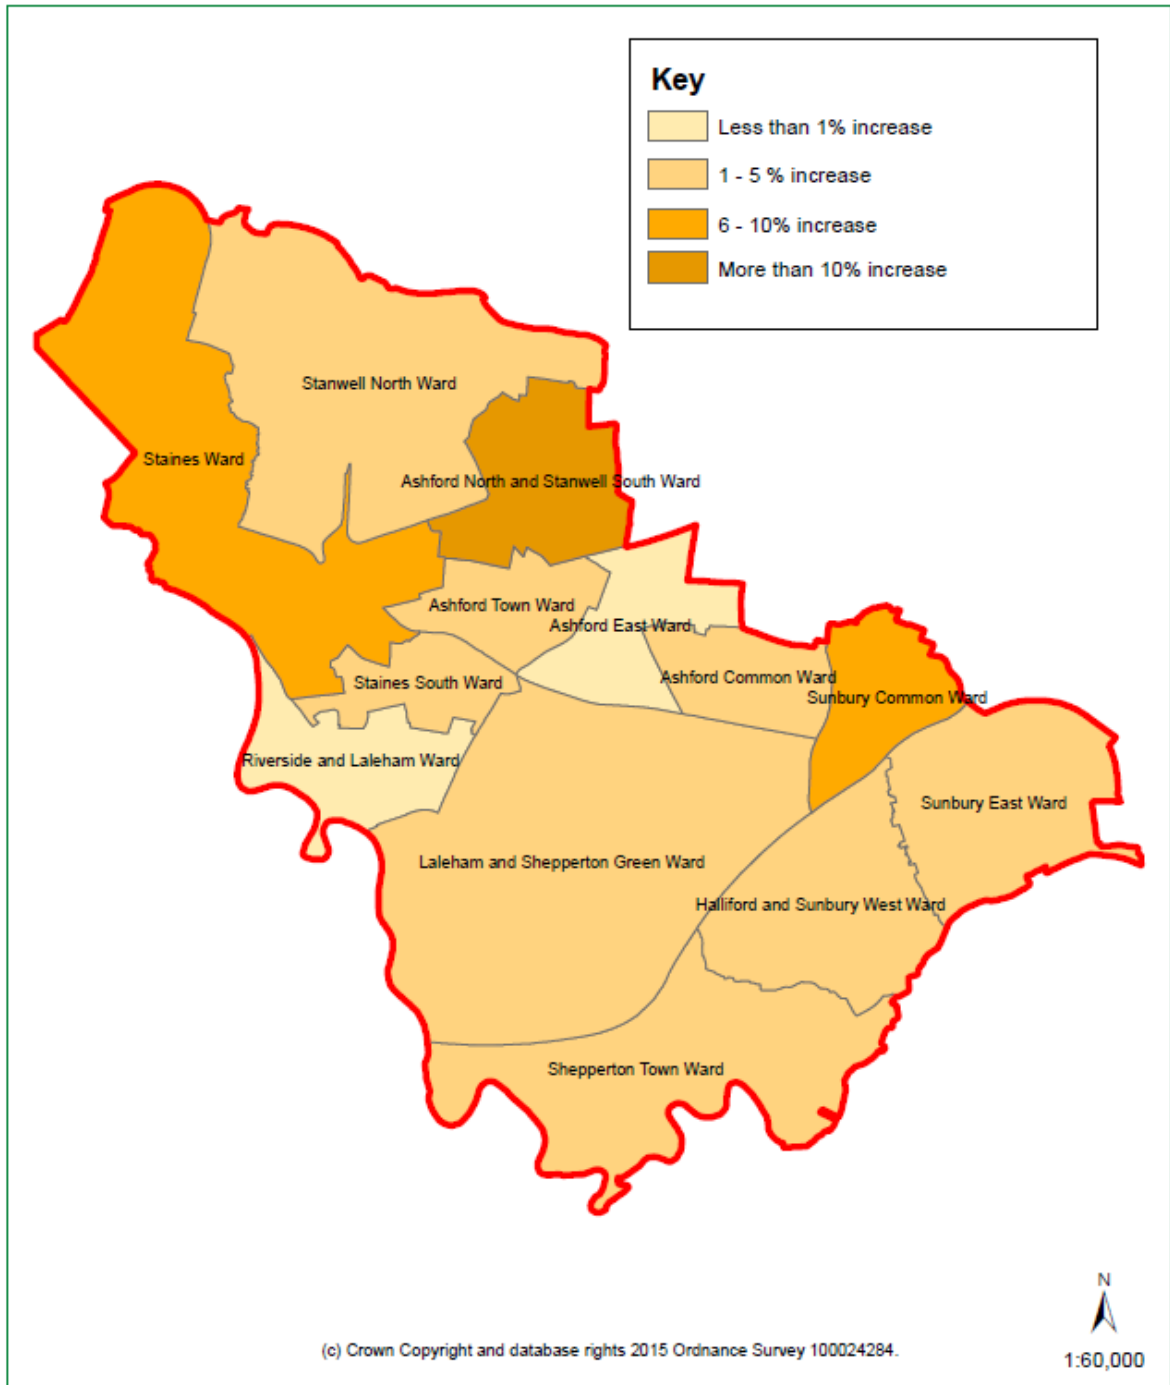 Key
Less than 1% increase
1 - 5 % increase
6 - 10% increase
More than 10% increase
Stanwell North Ward
Staines Ward
Ashford North and Stanwell South Ward
Ashford Town Ward
Ashford East Ward
Ashford Common Ward
Staines South Ward
Sunbury Common Ward
Riverside and Laleham Ward
Sunbury East Ward
Laleham and Shepperton Green Ward
Halliford and Sunbury West Ward
Shepperton Town Ward
N
(c) Crown Copyright and database rights 2015 Ordnance Survey 100024284.
1:60,000